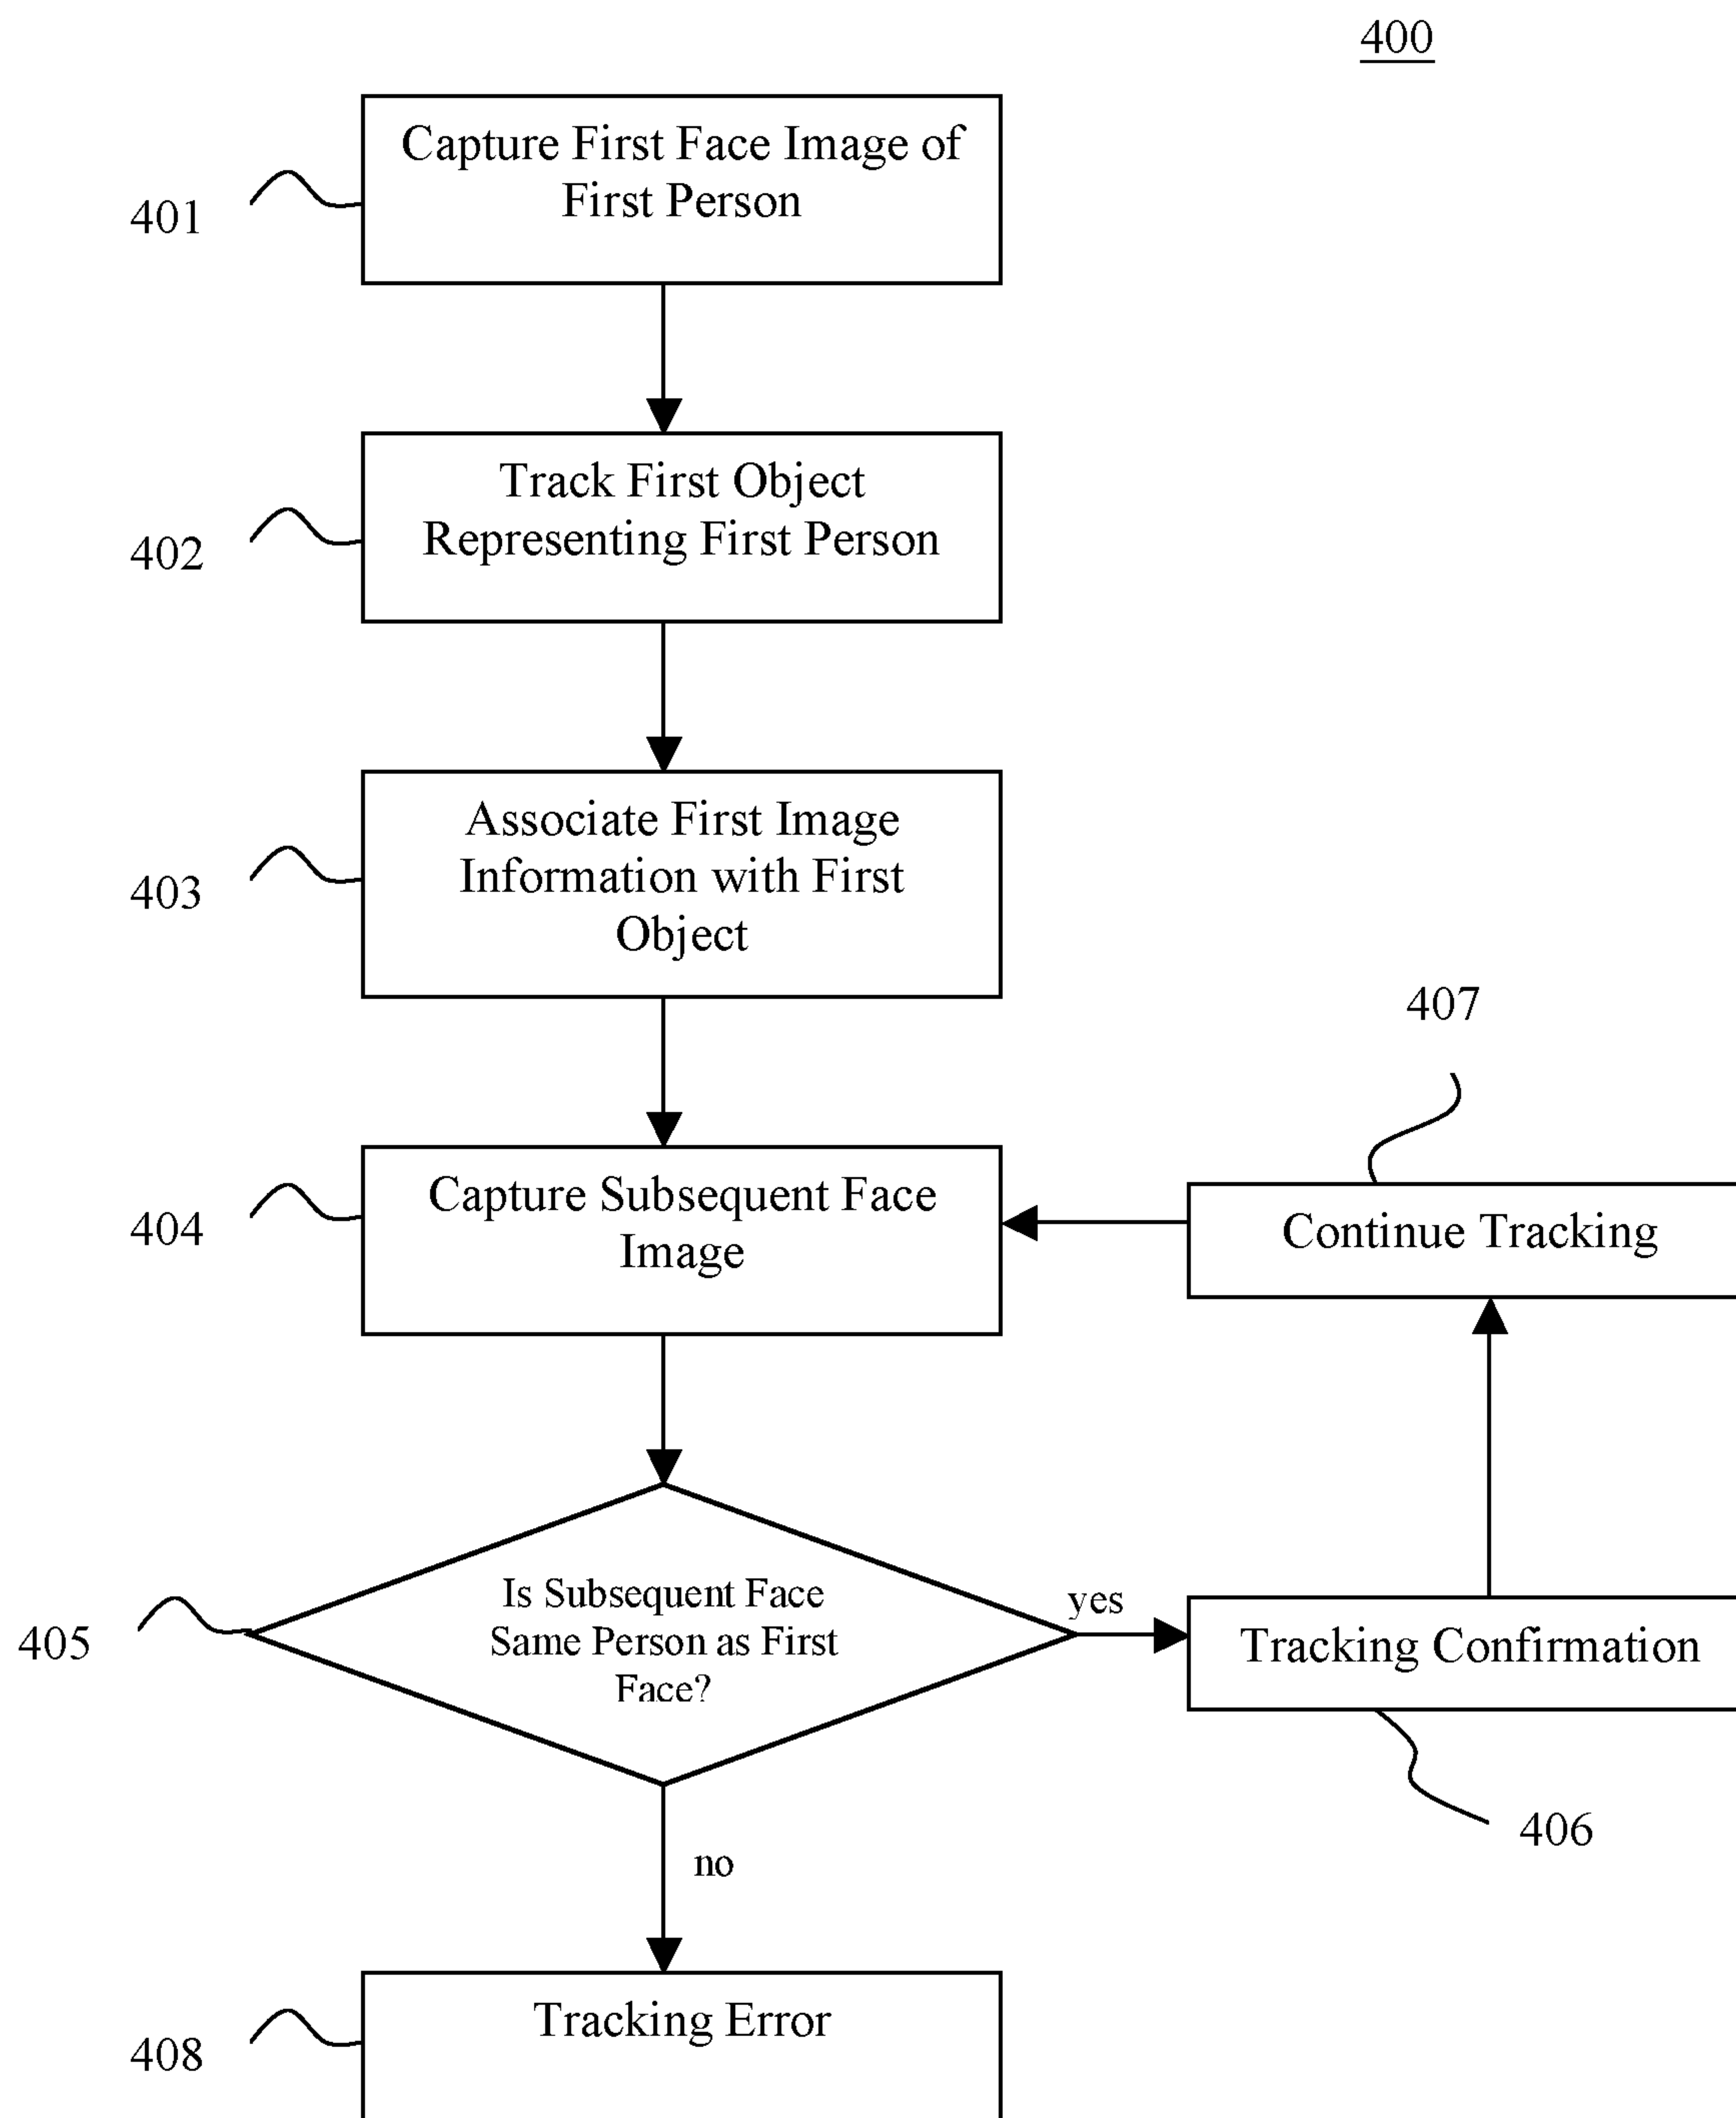 400
Capture First Face Image of
First Person
401
Track First Object
Representing First Person
402
Associate First Image
Information with First
Object
403
407
Capture Subsequent Face
Image
404
Continue Tracking
Is Subsequent Face
Same Person as First
Face?
405
yes
Tracking Confirmation
406
no
Tracking Error
408